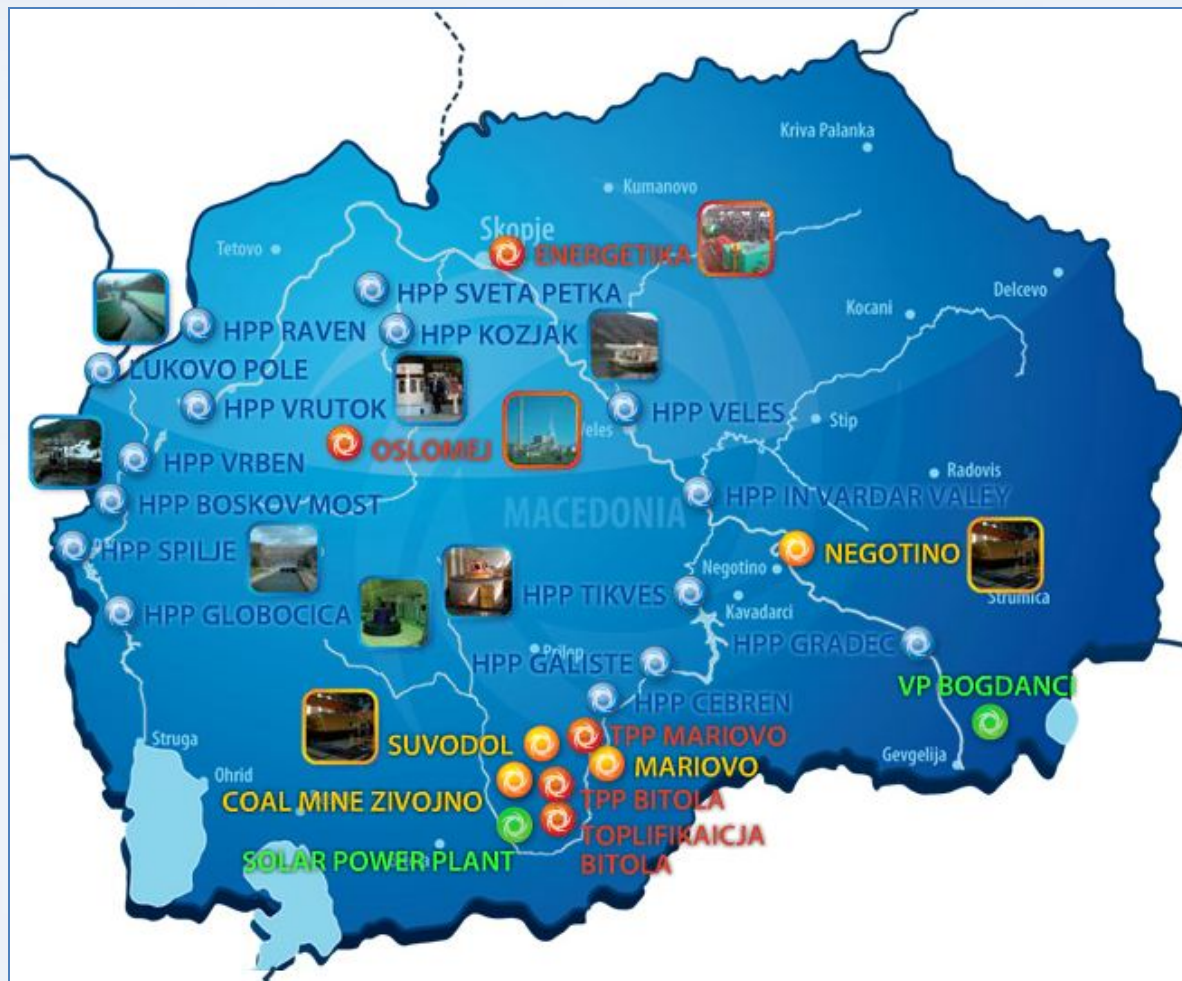 Kriva Palanka
Kumanovo
Skopje
Tetovo
ENERGETIKA
Delcevo
HPP SVETA PETKA
Kocani
HPP RAVEN
HPP KOZJAK
LUKOVO POLE
HPP VRUTOK
HPP VELES
Stip
OSLOMEJ
HPP VRBEN
Radovis
HPP BOSKOV MOST
HPP IN VARDAR VALEY
MACEDONIA
HPP SPILJE
NEGOTINO
Negotino
HPP TIKVES
Strumica
HPP GLOBOCICA
Kavadarci
HPP GRADEC
Prilep
HPP GALISTE
VP BOGDANCI
HPP CEBREN
Struga
SUVODOL
TPP MARIOVO
Gevgelija
MARIOVO
Ohrid
COAL MINE ZIVOJNO
TPP BITOLA
TOPLIFIKAICJA
BITOLA
SOLAR POWER PLANT